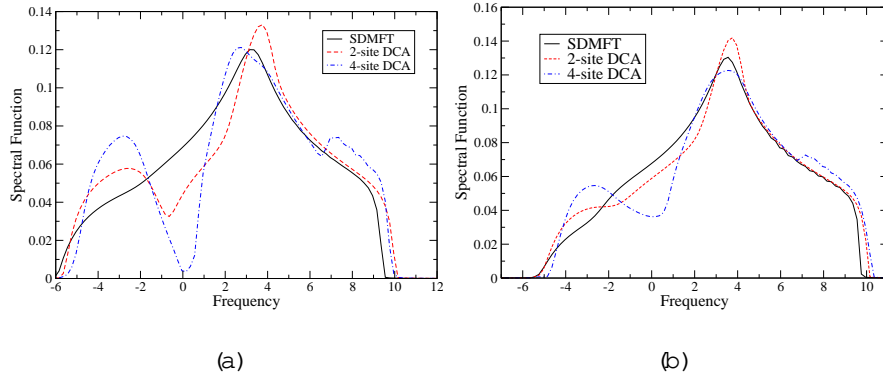 0.14
0.12
0.1
0.08
0.06
0.04
0.02
0
Spectral Function
SDMFT
2-site DCA
4-site DCA
-6 -4 -2 0 2 4 6 8 10 12
Frequency
(a)
0.16
0.14
0.12
0.1
0.08
0.06
0.04
0.02
0
Spectral Function
SDMFT
2-site DCA
4-site DCA
-6 -4 -2 0 2 4 6 8 10
Frequency
(b)